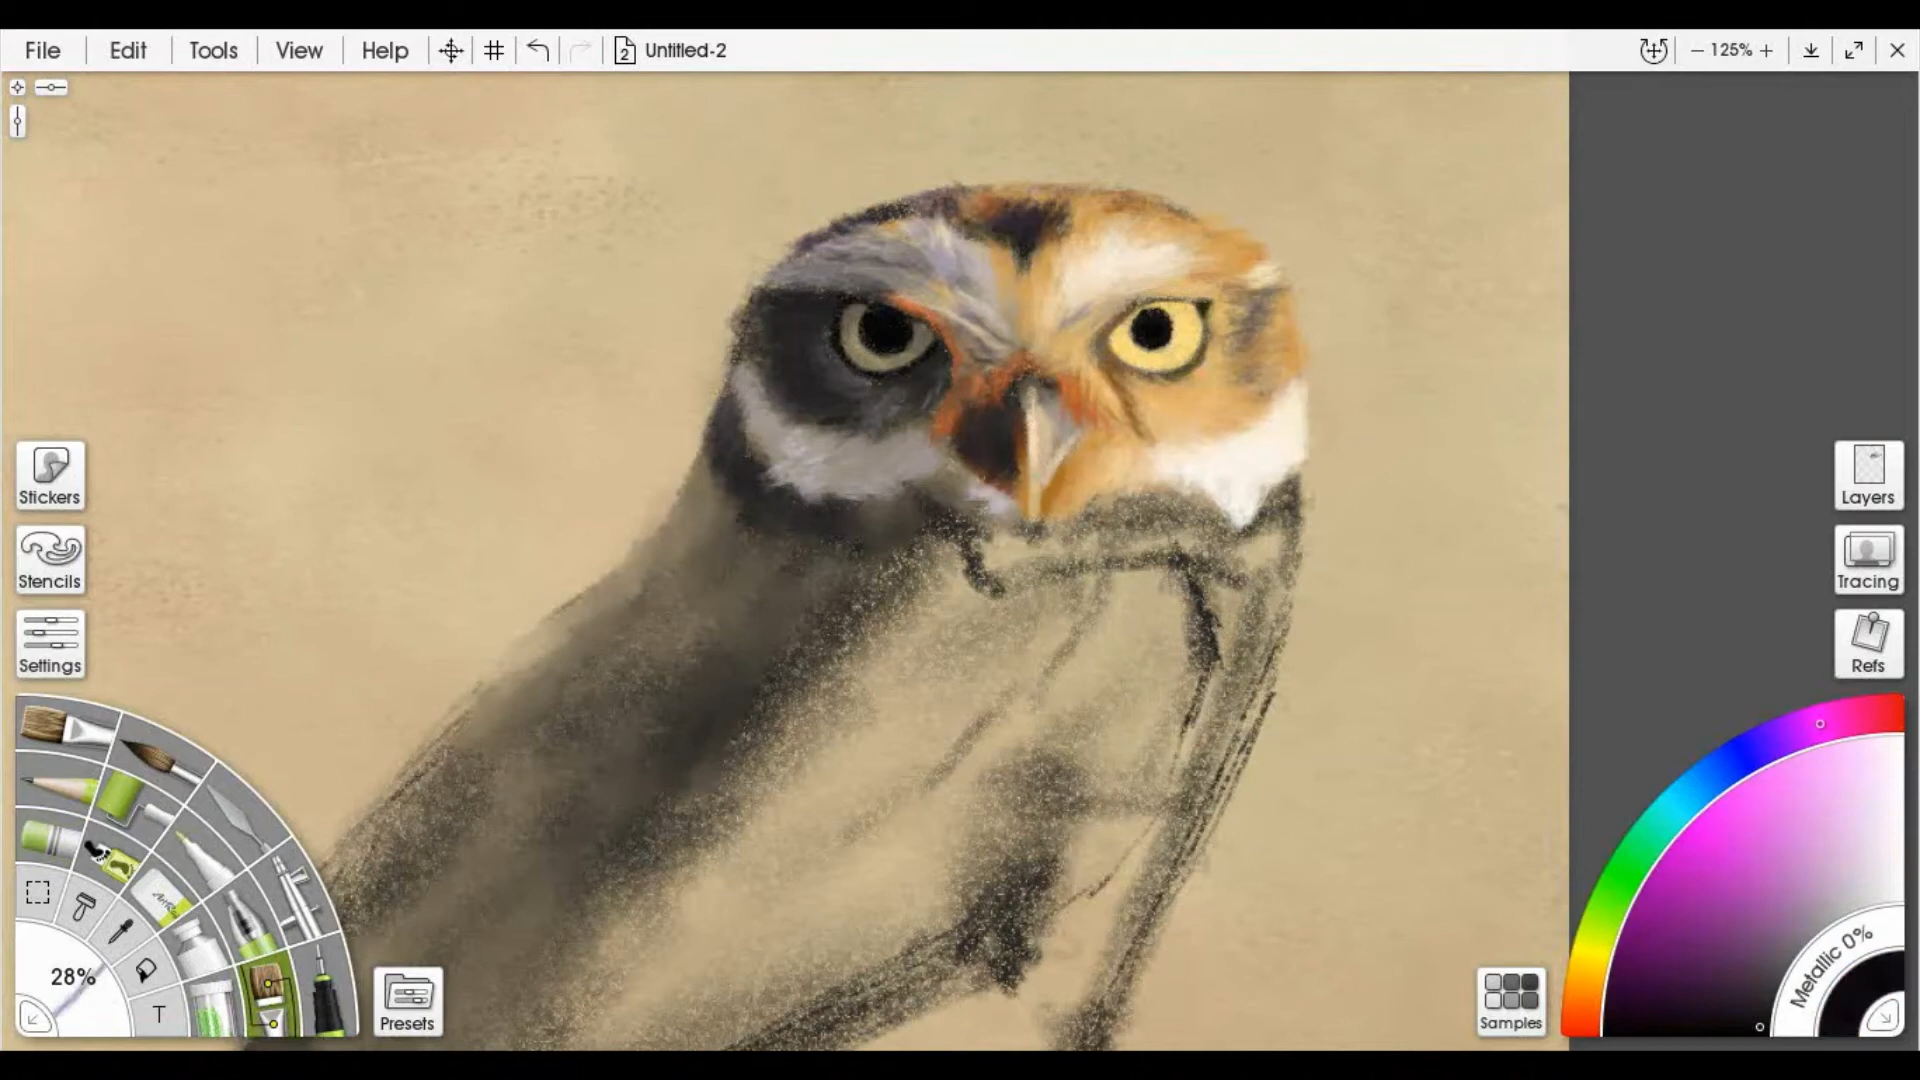 File Edit Tools View Help 2 Untitled-2 125%
Stickers
Stencils
Settings
Layers
Tracing
Refs
28%
T
Presets
Samples
Metallic 0%